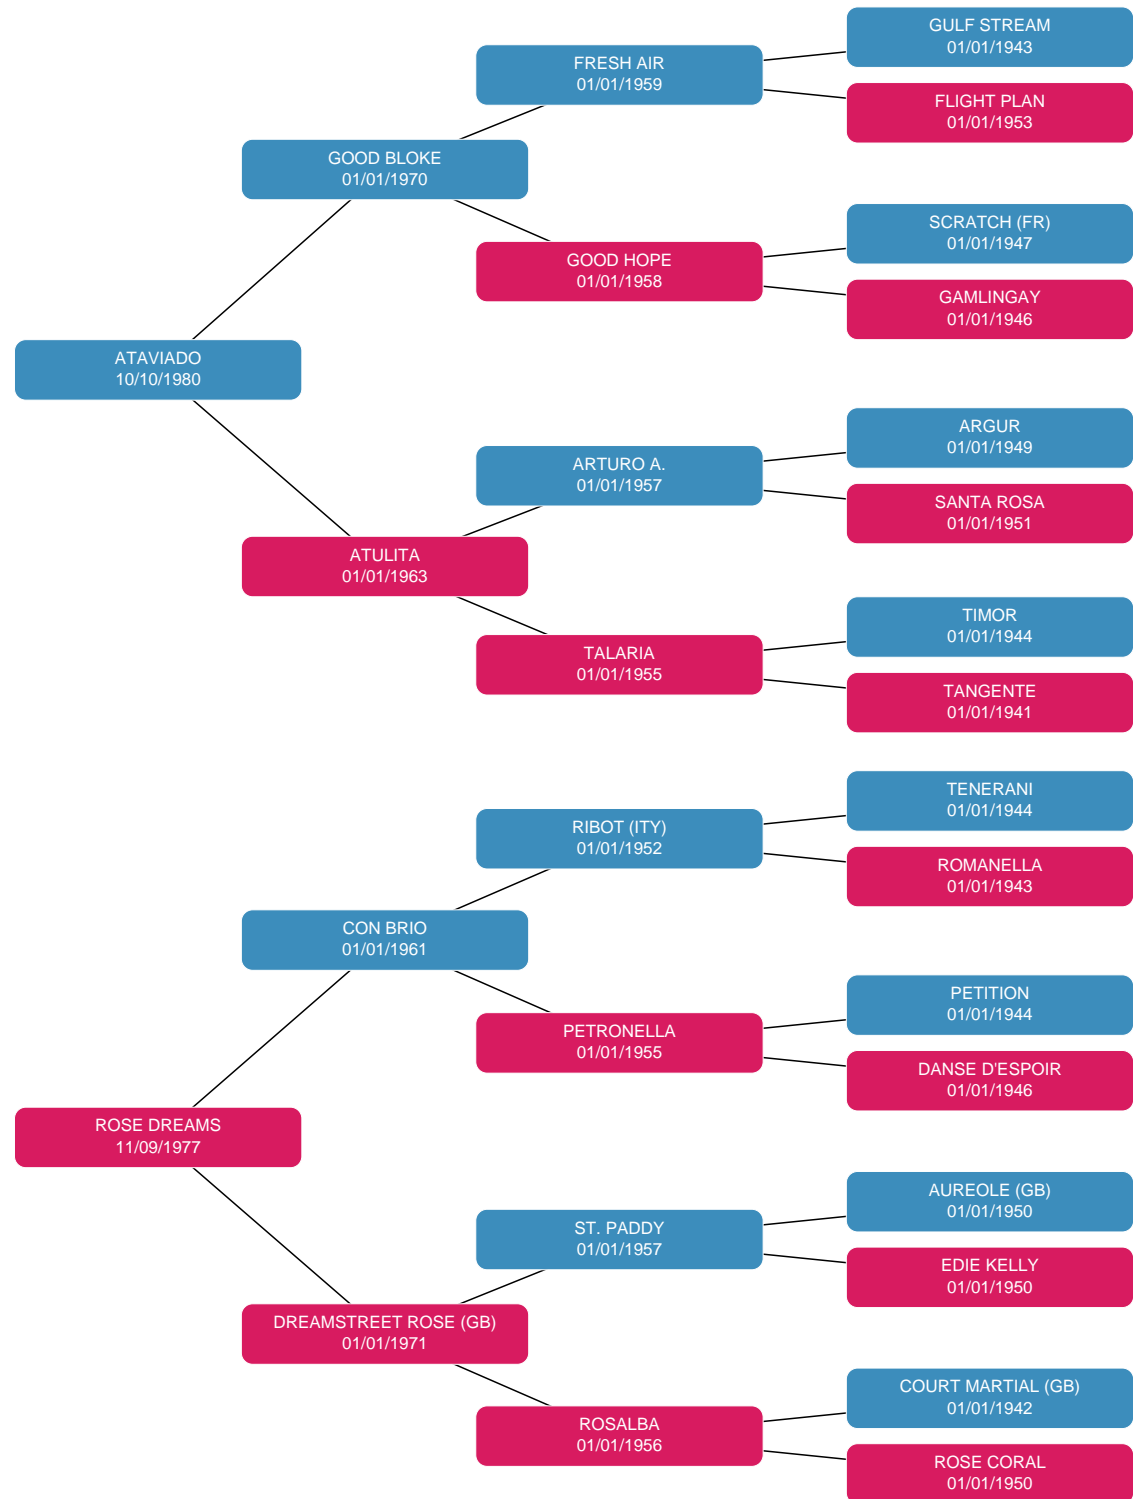 GULF STREAM
01/01/1943
FRESH AIR
01/01/1959
FLIGHT PLAN
01/01/1953
GOOD BLOKE
01/01/1970
SCRATCH (FR)
01/01/1947
GOOD HOPE
01/01/1958
GAMLINGAY
01/01/1946
ATAVIADO
10/10/1980
ARGUR
01/01/1949
ARTURO A.
01/01/1957
SANTA ROSA
01/01/1951
ATULITA
01/01/1963
TIMOR
01/01/1944
TALARIA
01/01/1955
TANGENTE
01/01/1941
TENERANI
01/01/1944
RIBOT (ITY)
01/01/1952
ROMANELLA
01/01/1943
CON BRIO
01/01/1961
PETITION
01/01/1944
PETRONELLA
01/01/1955
DANSE D'ESPOIR
01/01/1946
ROSE DREAMS
11/09/1977
AUREOLE (GB)
01/01/1950
ST. PADDY
01/01/1957
EDIE KELLY
01/01/1950
DREAMSTREET ROSE (GB)
01/01/1971
COURT MARTIAL (GB)
01/01/1942
ROSALBA
01/01/1956
ROSE CORAL
01/01/1950